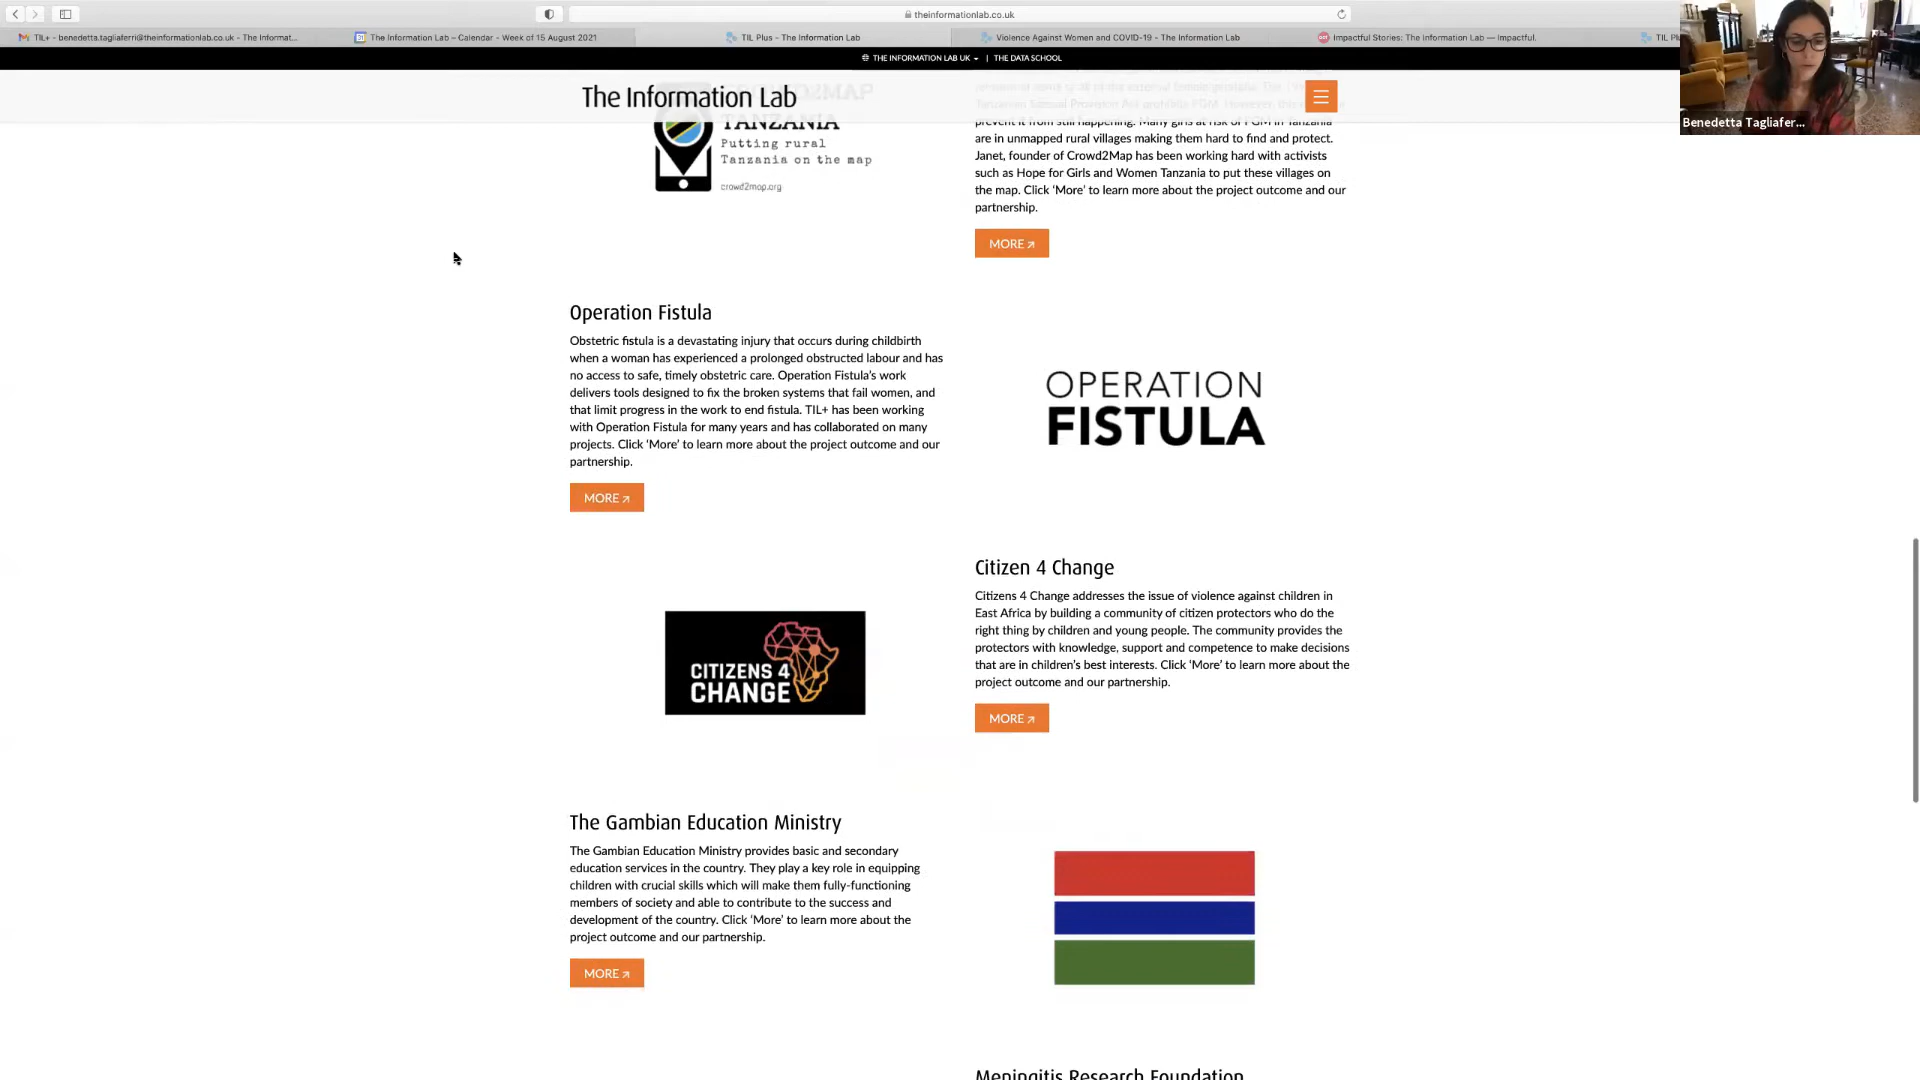 theinformationlab.co.uk
TIL+ - benedetta.tagliaferri@theinformationlab.co.uk - The Informat...
The Information Lab – Calendar - Week of 15 August 2021
TIL Plus - The Information Lab
Violence Against Women and COVID-19 - The Information Lab
Impactful Stories: The Information Lab — Impactful.
TIL Pl
THE INFORMATION LAB UK | THE DATA SCHOOL
The Information Lab
TANZANIA
Putting rural
Tanzania on the map
crowd2map.org
prevent it from still happening. Many girls at risk of FGM in Tanzania
are in unmapped rural villages making them hard to find and protect.
Janet, founder of Crowd2Map has been working hard with activists
such as Hope for Girls and Women Tanzania to put these villages on
the map. Click ‘More’ to learn more about the project outcome and our
partnership.
MORE
Operation Fistula
Obstetric fistula is a devastating injury that occurs during childbirth
when a woman has experienced a prolonged obstructed labour and has
no access to safe, timely obstetric care. Operation Fistula’s work
delivers tools designed to fix the broken systems that fail women, and
that limit progress in the work to end fistula. TIL+ has been working
with Operation Fistula for many years and has collaborated on many
projects. Click ‘More’ to learn more about the project outcome and our
partnership.
MORE
OPERATION
FISTULA
CITIZENS 4
CHANGE
Citizen 4 Change
Citizens 4 Change addresses the issue of violence against children in
East Africa by building a community of citizen protectors who do the
right thing by children and young people. The community provides the
protectors with knowledge, support and competence to make decisions
that are in children’s best interests. Click ‘More’ to learn more about the
project outcome and our partnership.
MORE
The Gambian Education Ministry
The Gambian Education Ministry provides basic and secondary
education services in the country. They play a key role in equipping
children with crucial skills which will make them fully-functioning
members of society and able to contribute to the success and
development of the country. Click ‘More’ to learn more about the
project outcome and our partnership.
MORE
Meningitis Research Foundation
Benedetta Tagliafer...